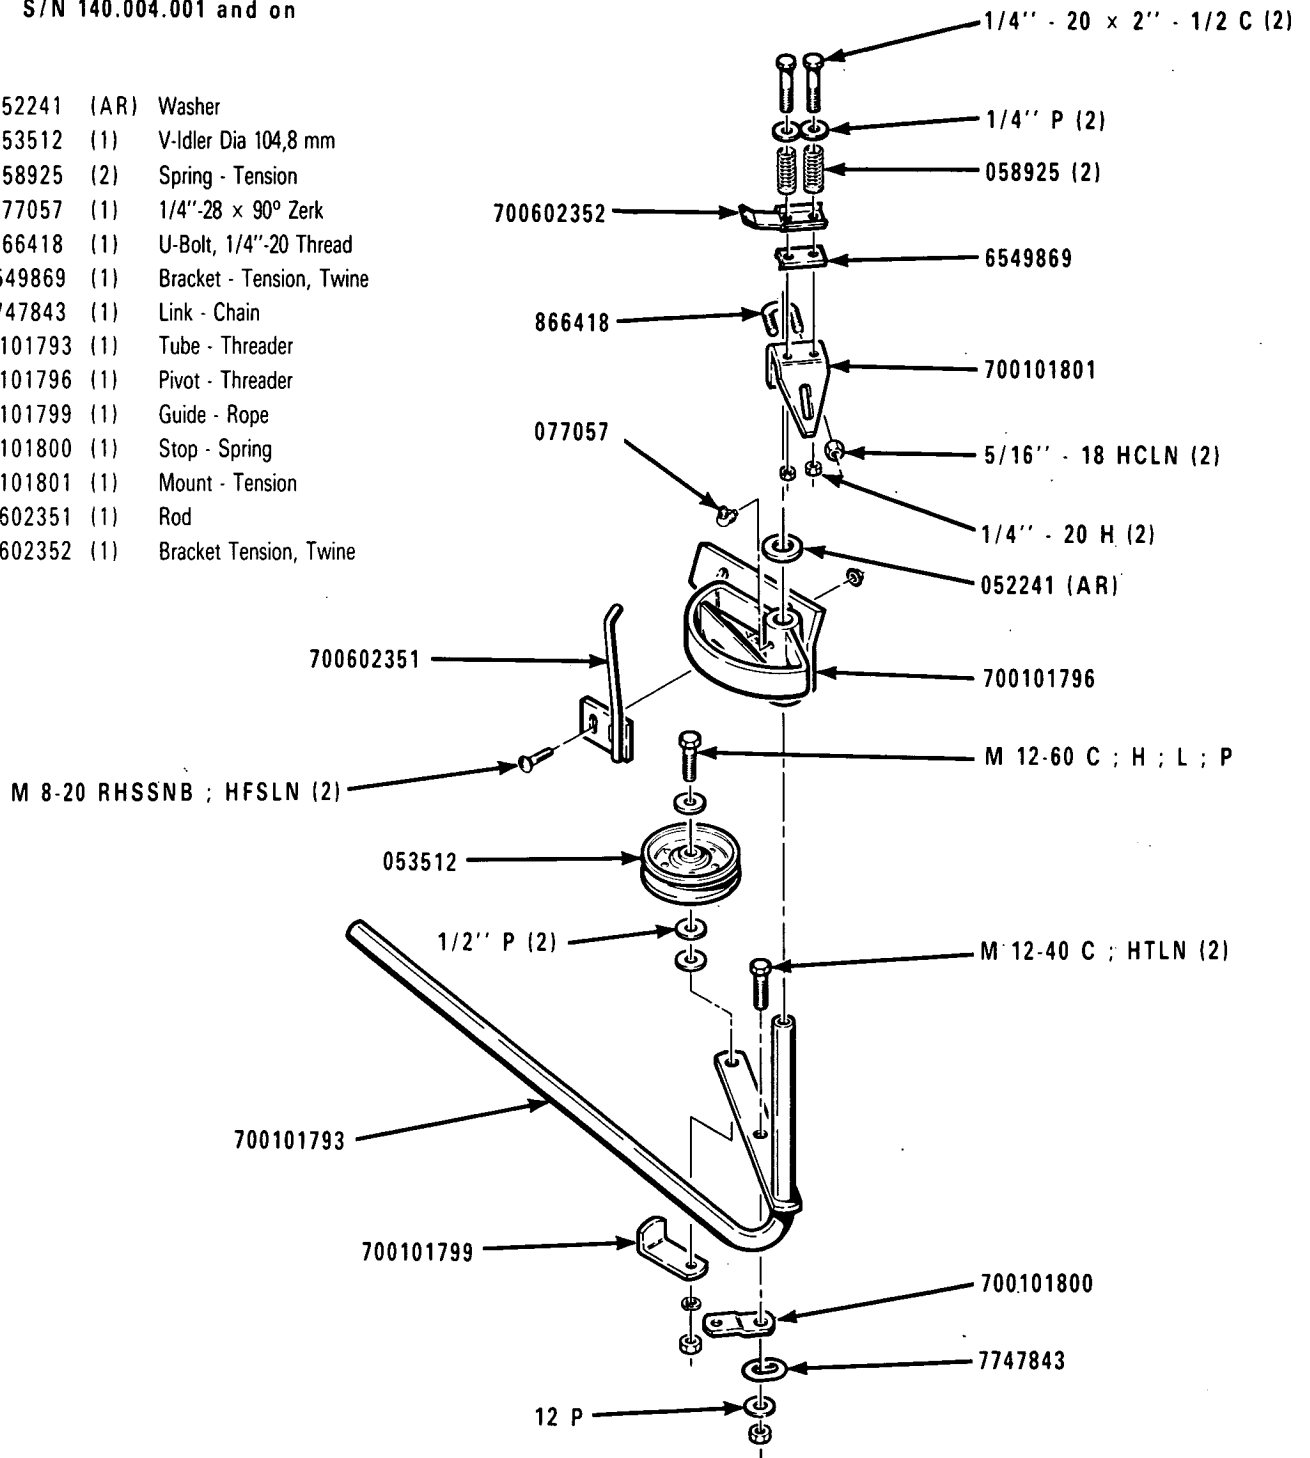 S/N 140.004.001 and on
52241 (AR) Washer
53512 (1) V-Idler Dia 104,8 mm
58925 (2) Spring - Tension
77057 (1) 1/4''-28 × 90° Zerk
66418 (1) U-Bolt, 1/4''-20 Thread
549869 (1) Bracket - Tension, Twine
747843 (1) Link - Chain
101793 (1) Tube - Threader
101796 (1) Pivot - Threader
101799 (1) Guide - Rope
101800 (1) Stop - Spring
101801 (1) Mount - Tension
602351 (1) Rod
602352 (1) Bracket Tension, Twine
1/4'' - 20 × 2'' - 1/2 C (2)
1/4'' P (2)
058925 (2)
700602352
6549869
866418
700101801
077057
5/16'' - 18 HCLN (2)
1/4'' - 20 H (2)
052241 (AR)
700602351
700101796
M 12-60 C ; H ; L ; P
M 8-20 RHSSNB ; HFSLN (2)
053512
1/2'' P (2)
M 12-40 C ; HTLN (2)
700101793
700101799
700101800
7747843
12 P